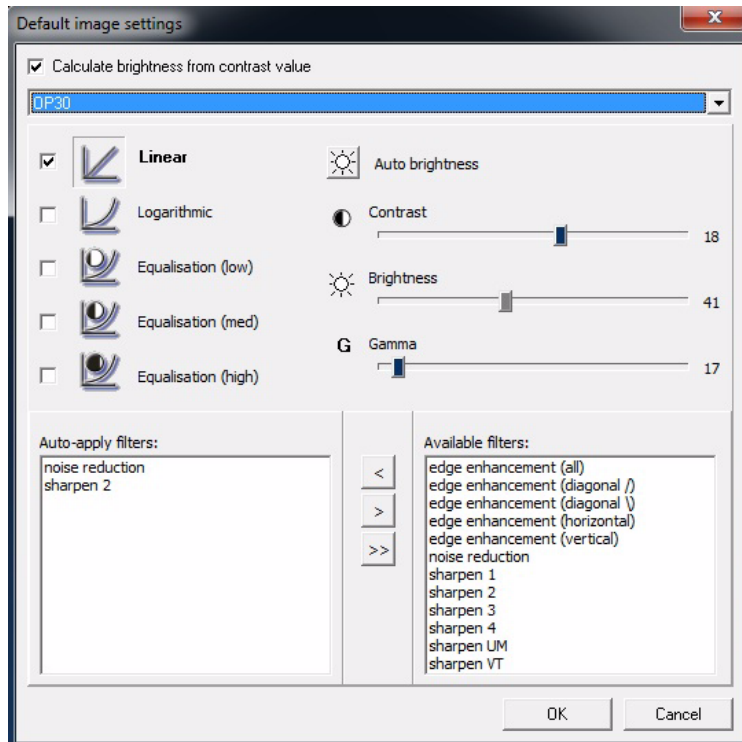 Default image settings
Calculate brightness from contrast value
OP30
Linear
Auto brightness
Logarithmic
Contrast
18
Equalisation (low)
Brightness
41
Equalisation (med)
G Gamma
17
Equalisation (high)
Auto-apply filters:
noise reduction
sharpen 2
<
>
>>
Available filters:
edge enhancement (all)
edge enhancement (diagonal /)
edge enhancement (diagonal \)
edge enhancement (horizontal)
edge enhancement (vertical)
noise reduction
sharpen 1
sharpen 2
sharpen 3
sharpen 4
sharpen UM
sharpen VT
OK
Cancel